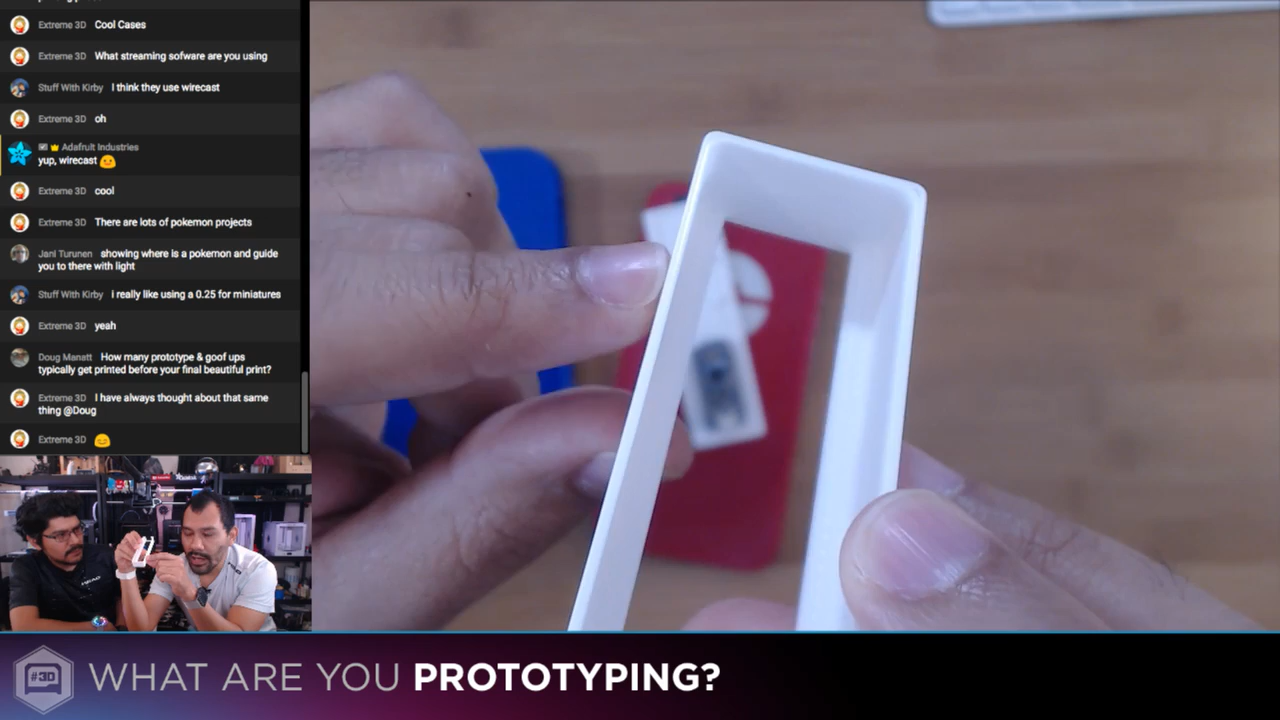 Extreme 3D Cool Cases
Extreme 3D What streaming sofware are you using
Stuff With Kirby I think they use wirecast
Extreme 3D oh
Adafruit Industries
yup, wirecast
Extreme 3D cool
Extreme 3D There are lots of pokemon projects
Jani Turunen showing where is a pokemon and guide
you to there with light
Stuff With Kirby i really like using a 0.25 for miniatures
Extreme 3D yeah
Doug Manatt How many prototype & goof ups
typically get printed before your final beautiful print?
Extreme 3D I have always thought about that same
thing @Doug
Extreme 3D
#3D
WHAT ARE YOU PROTOTYPING?